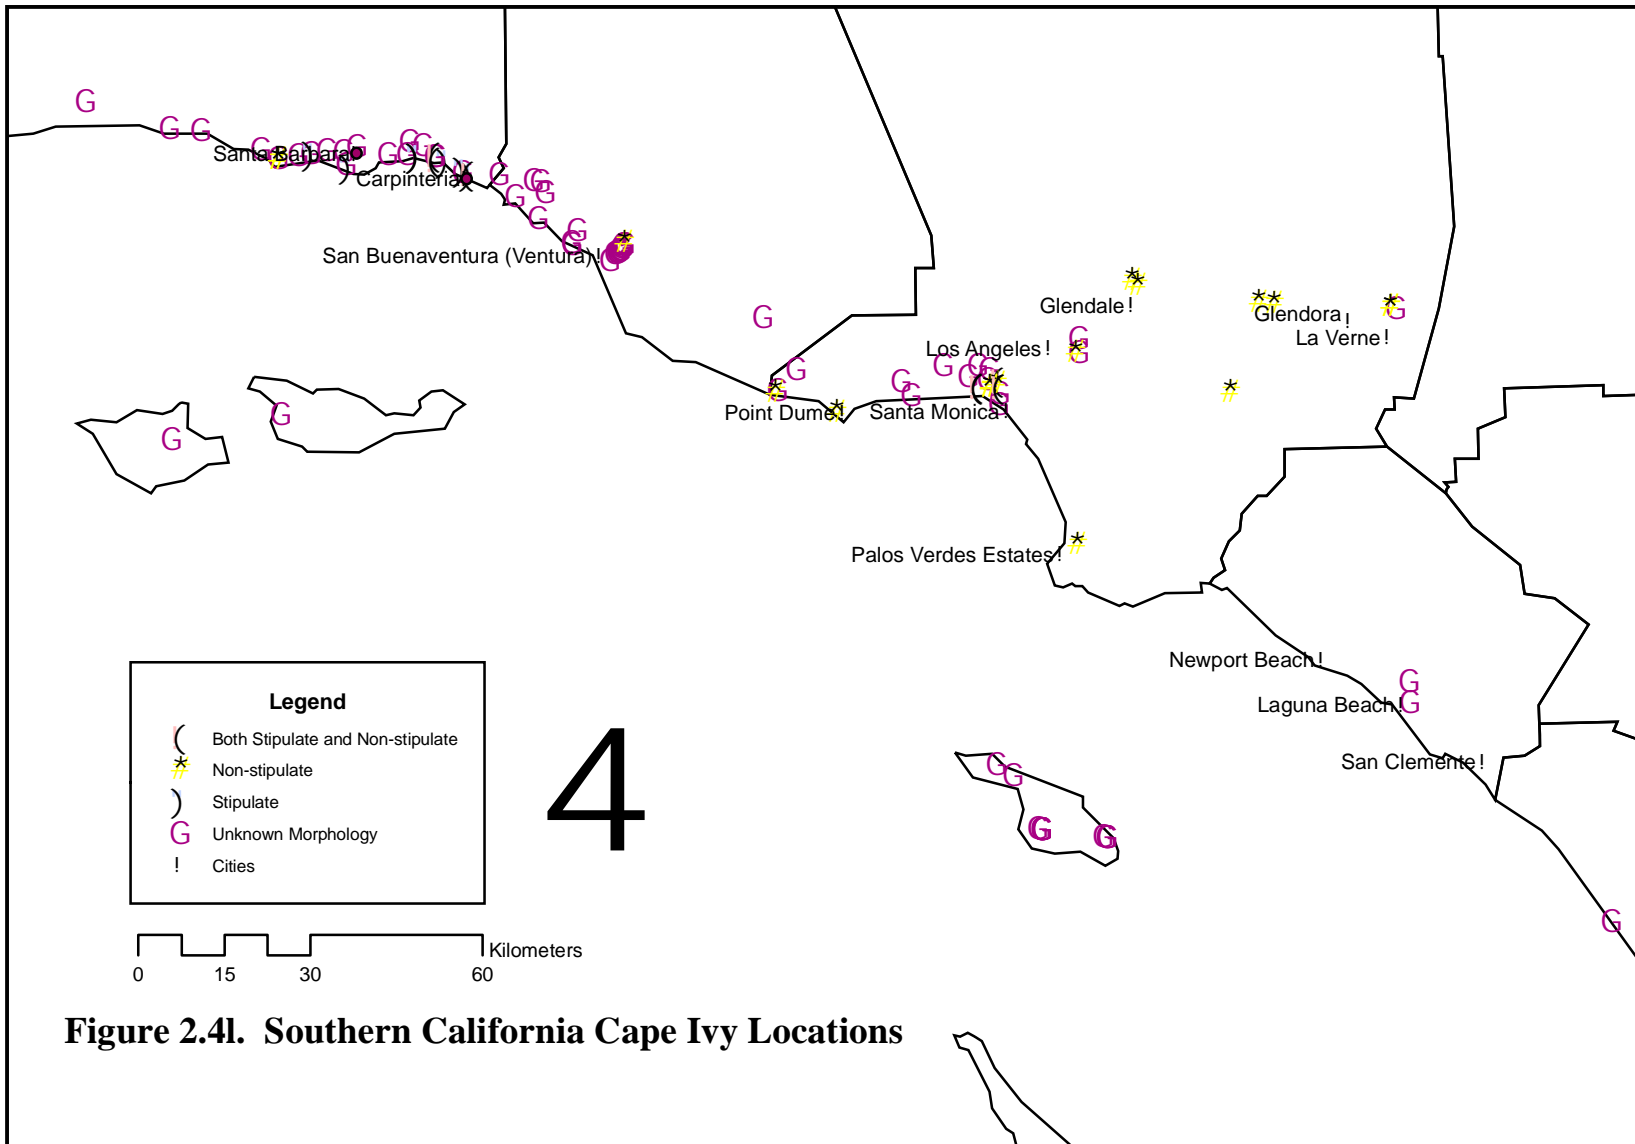 Santa Barbara
Carpinteria
San Buenaventura (Ventura)!
Glendale!
Glendora!
La Verne!
Los Angeles!
Point Dume!
Santa Monica!
Palos Verdes Estates!
Newport Beach!
Laguna Beach!
San Clemente!
Legend
( Both Stipulate and Non-stipulate
*# Non-stipulate
) Stipulate
G Unknown Morphology
! Cities
4
Kilometers
0 15 30 60
Figure 2.4l. Southern California Cape Ivy Locations